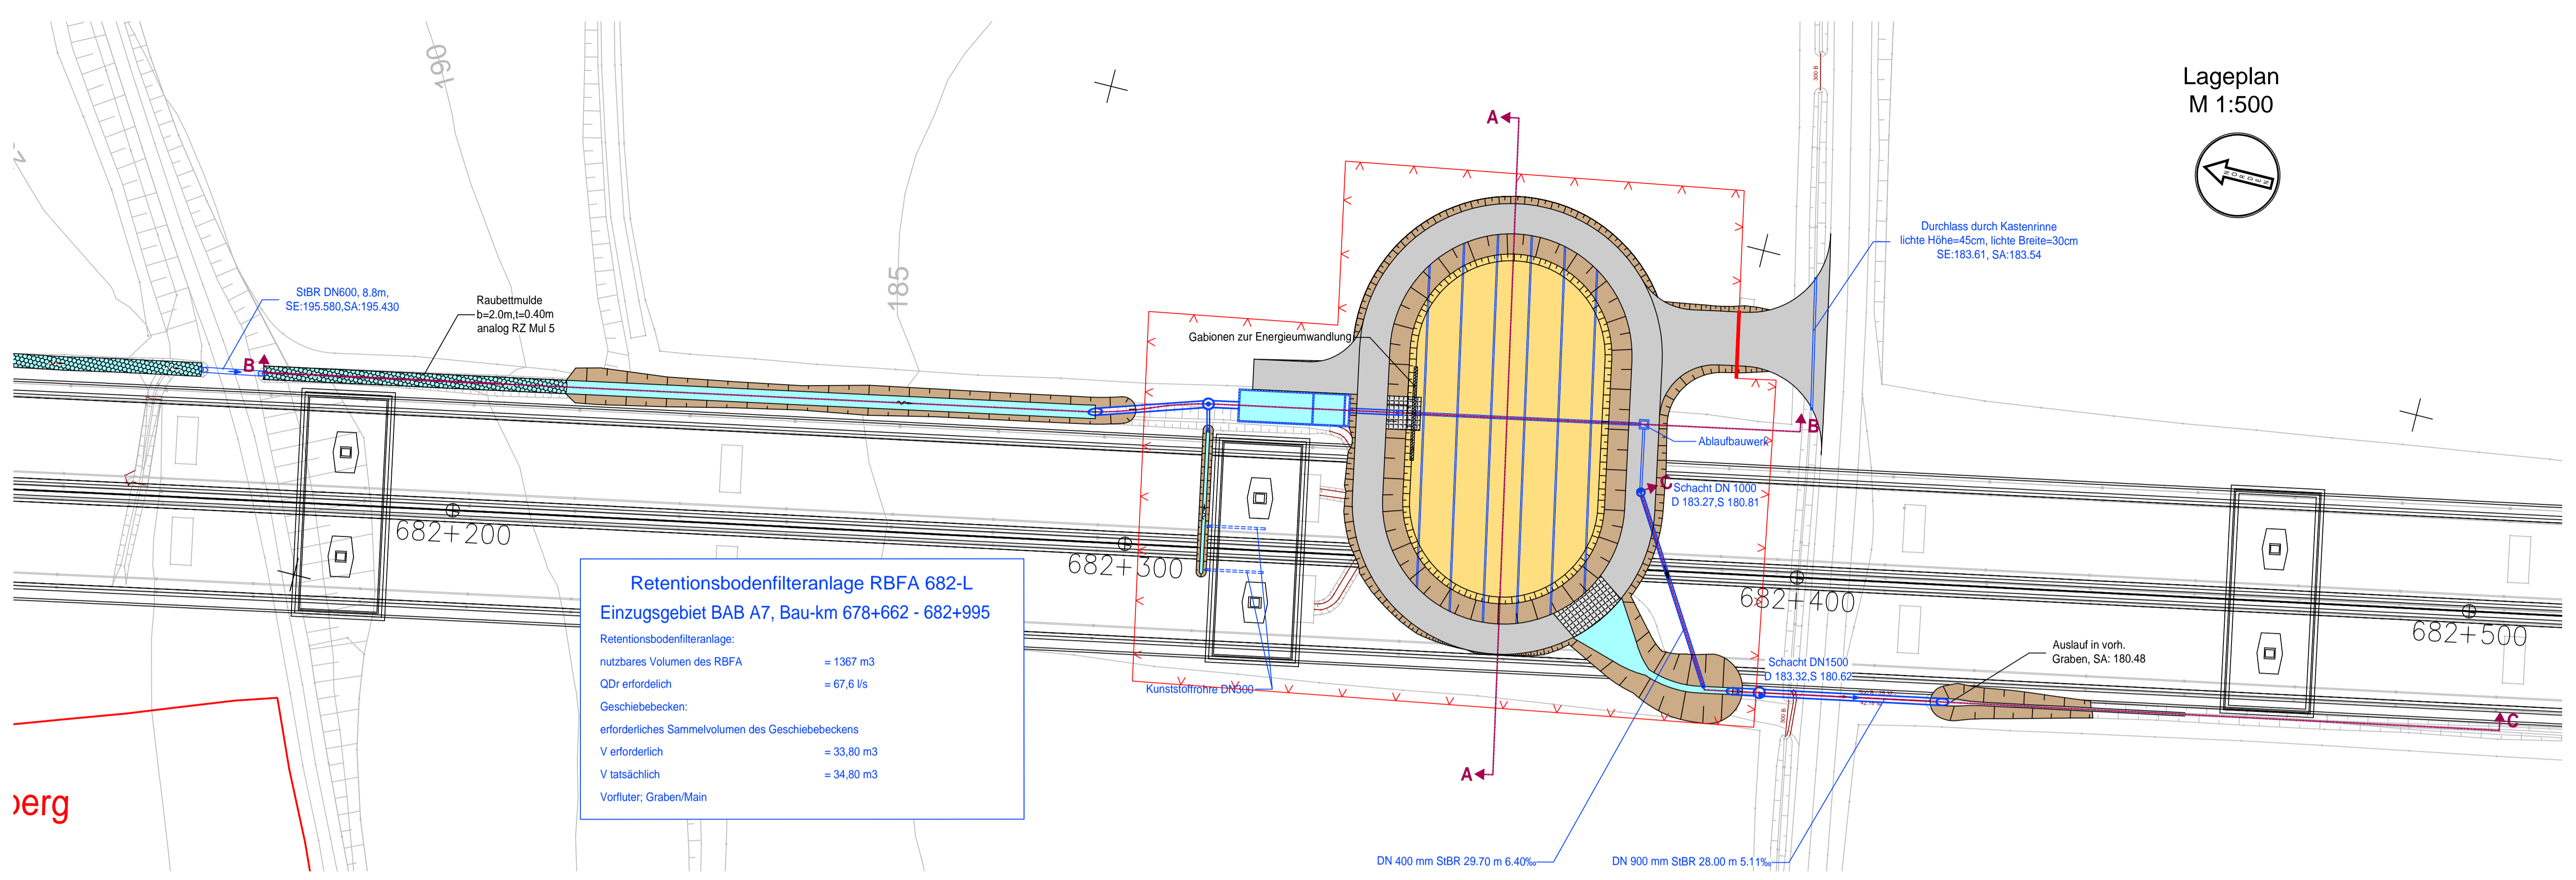 Lageplan
M 1:500
NORDEN
190
185
300 B
Durchlass durch Kastenrinne
lichte Höhe=45cm, lichte Breite=30cm
SE:183.61, SA:183.54
StBR DN600, 8.8m,
SE:195.580,SA:195.430
Raubettmulde
b=2.0m,t=0.40m
analog RZ Mul 5
Gabionen zur Energieumwandlung
A
B
B
Ablaufbauwerk
C
Schacht DN 1000
D 183.27,S 180.81
682+200
682+300
682+400
682+500
Retentionsbodenfilteranlage RBFA 682-L
Einzugsgebiet BAB A7, Bau-km 678+662 - 682+995
Retentionsbodenfilteranlage:
nutzbares Volumen des RBFA = 1367 m3
QDr erfordelich = 67,6 l/s
Geschiebebecken:
erforderliches Sammelvolumen des Geschiebebeckens
V erforderlich = 33,80 m3
V tatsächlich = 34,80 m3
Vorfluter; Graben/Main
Kunststoffrohre DN300
Schacht DN1500
D 183.32,S 180.62
Auslauf in vorh.
Graben, SA: 180.48
300 B
C
A
berg
DN 400 mm StBR 29.70 m 6.40‰
DN 900 mm StBR 28.00 m 5.11‰